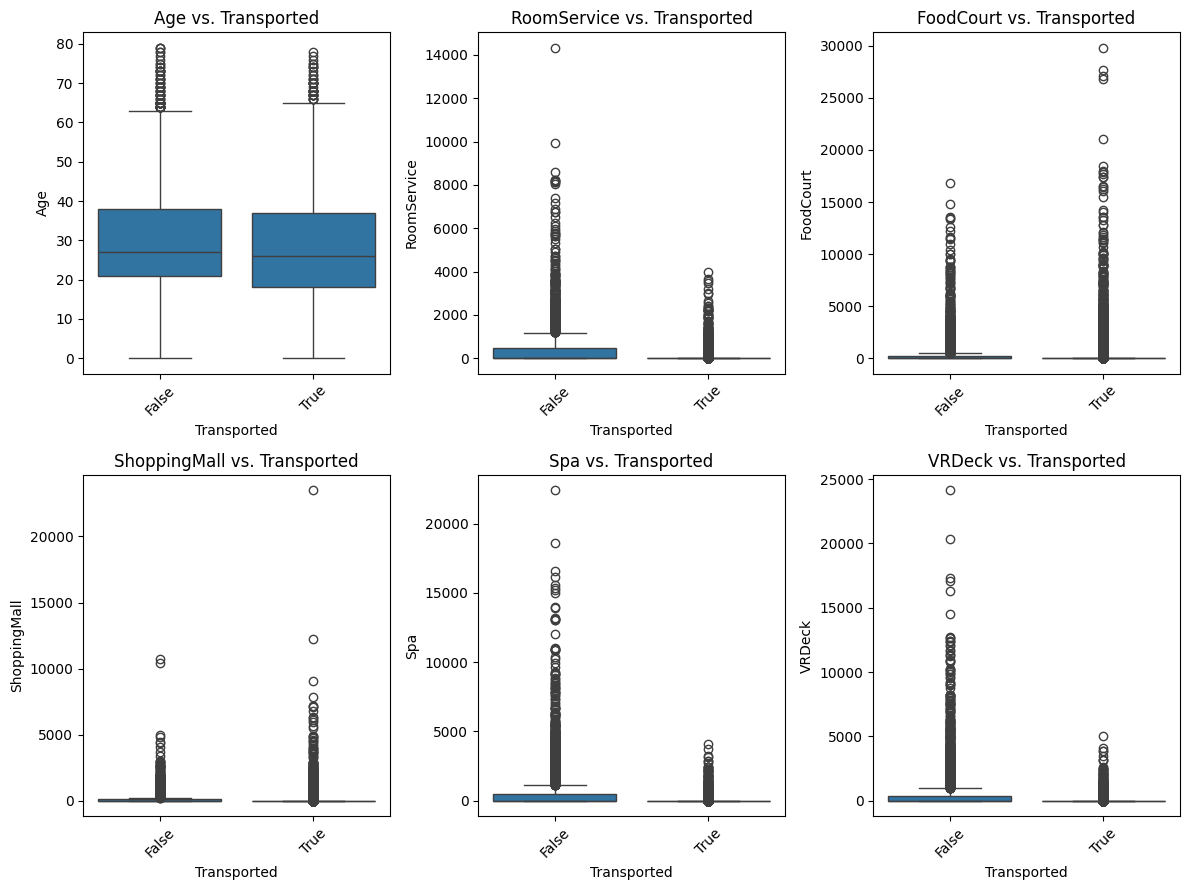 Age vs. Transported
80
70
60
50
40
30
20
10
0
Age
False
True
Transported
RoomService vs. Transported
14000
12000
10000
8000
6000
4000
2000
0
RoomService
False
True
Transported
FoodCourt vs. Transported
30000
25000
20000
15000
10000
5000
0
FoodCourt
False
True
Transported
ShoppingMall vs. Transported
20000
15000
10000
5000
0
ShoppingMall
False
True
Transported
Spa vs. Transported
20000
15000
10000
5000
0
Spa
False
True
Transported
VRDeck vs. Transported
25000
20000
15000
10000
5000
0
VRDeck
False
True
Transported